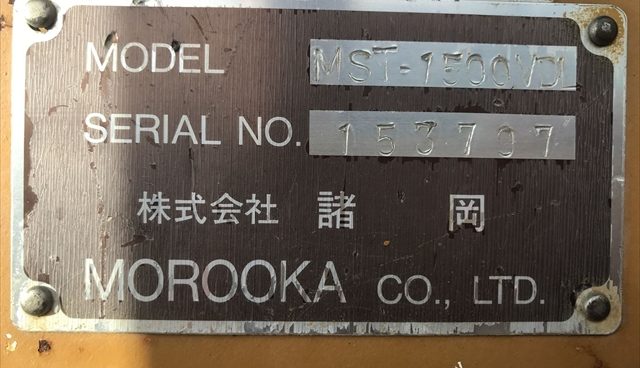 MODEL MST-1500VDL
SERIAL NO. 153707
株式会社 諸岡
MOROOKA CO., LTD.